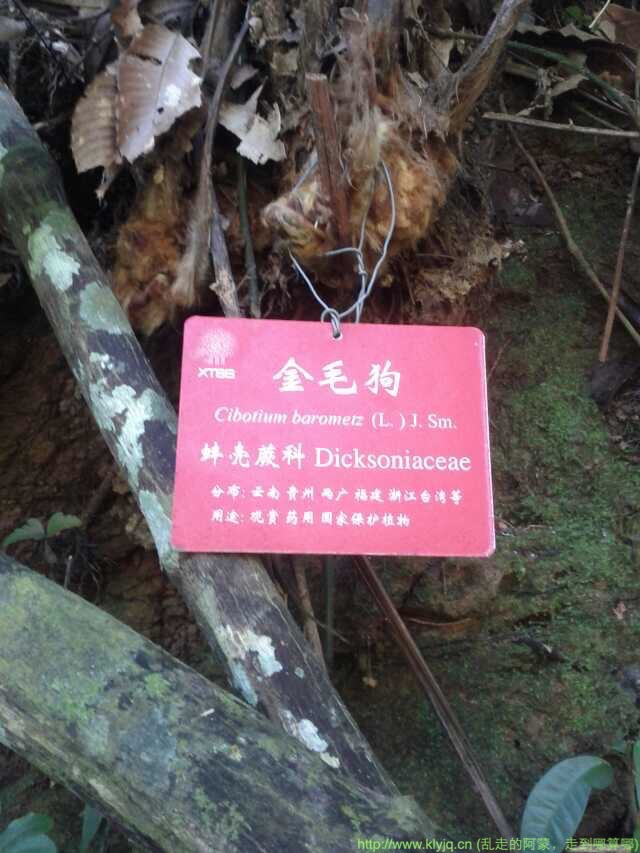 XTBG
金毛狗
Cibotium barometz (L.) J. Sm.
蚌壳蕨科 Dicksoniaceae
分布: 云南 贵州 两广 福建 浙江台湾等
用途: 观赏 药用 国家保护植物
http://www.klyjq.cn (乱走的阿蒙，走到哪算哪)